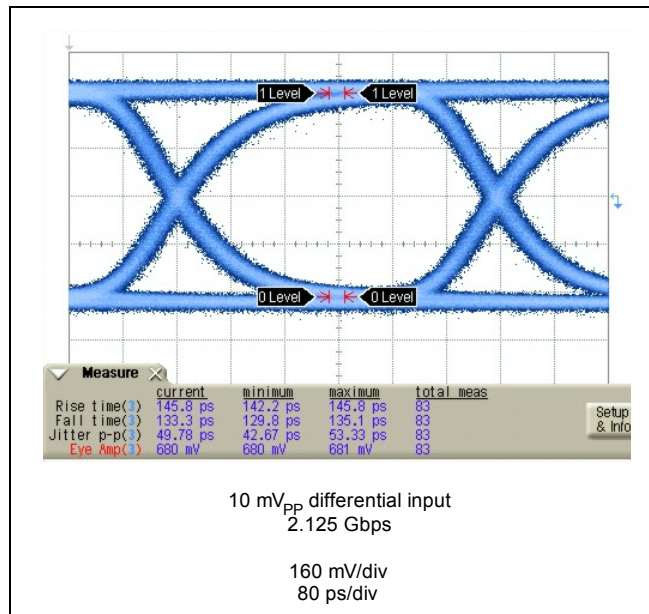 1 Level 1 Level
0 Level 0 Level
Measure
current minimum maximum total meas
Rise time(3) 145.8 ps 142.2 ps 145.8 ps 83
Fall time(3) 133.3 ps 129.8 ps 135.1 ps 83
Jitter p-p(3) 49.78 ps 42.67 ps 53.33 ps 83
Eye Amp(3) 680 mV 680 mV 681 mV 83
Setup
& Info
10 mVPP differential input
2.125 Gbps
160 mV/div
80 ps/div